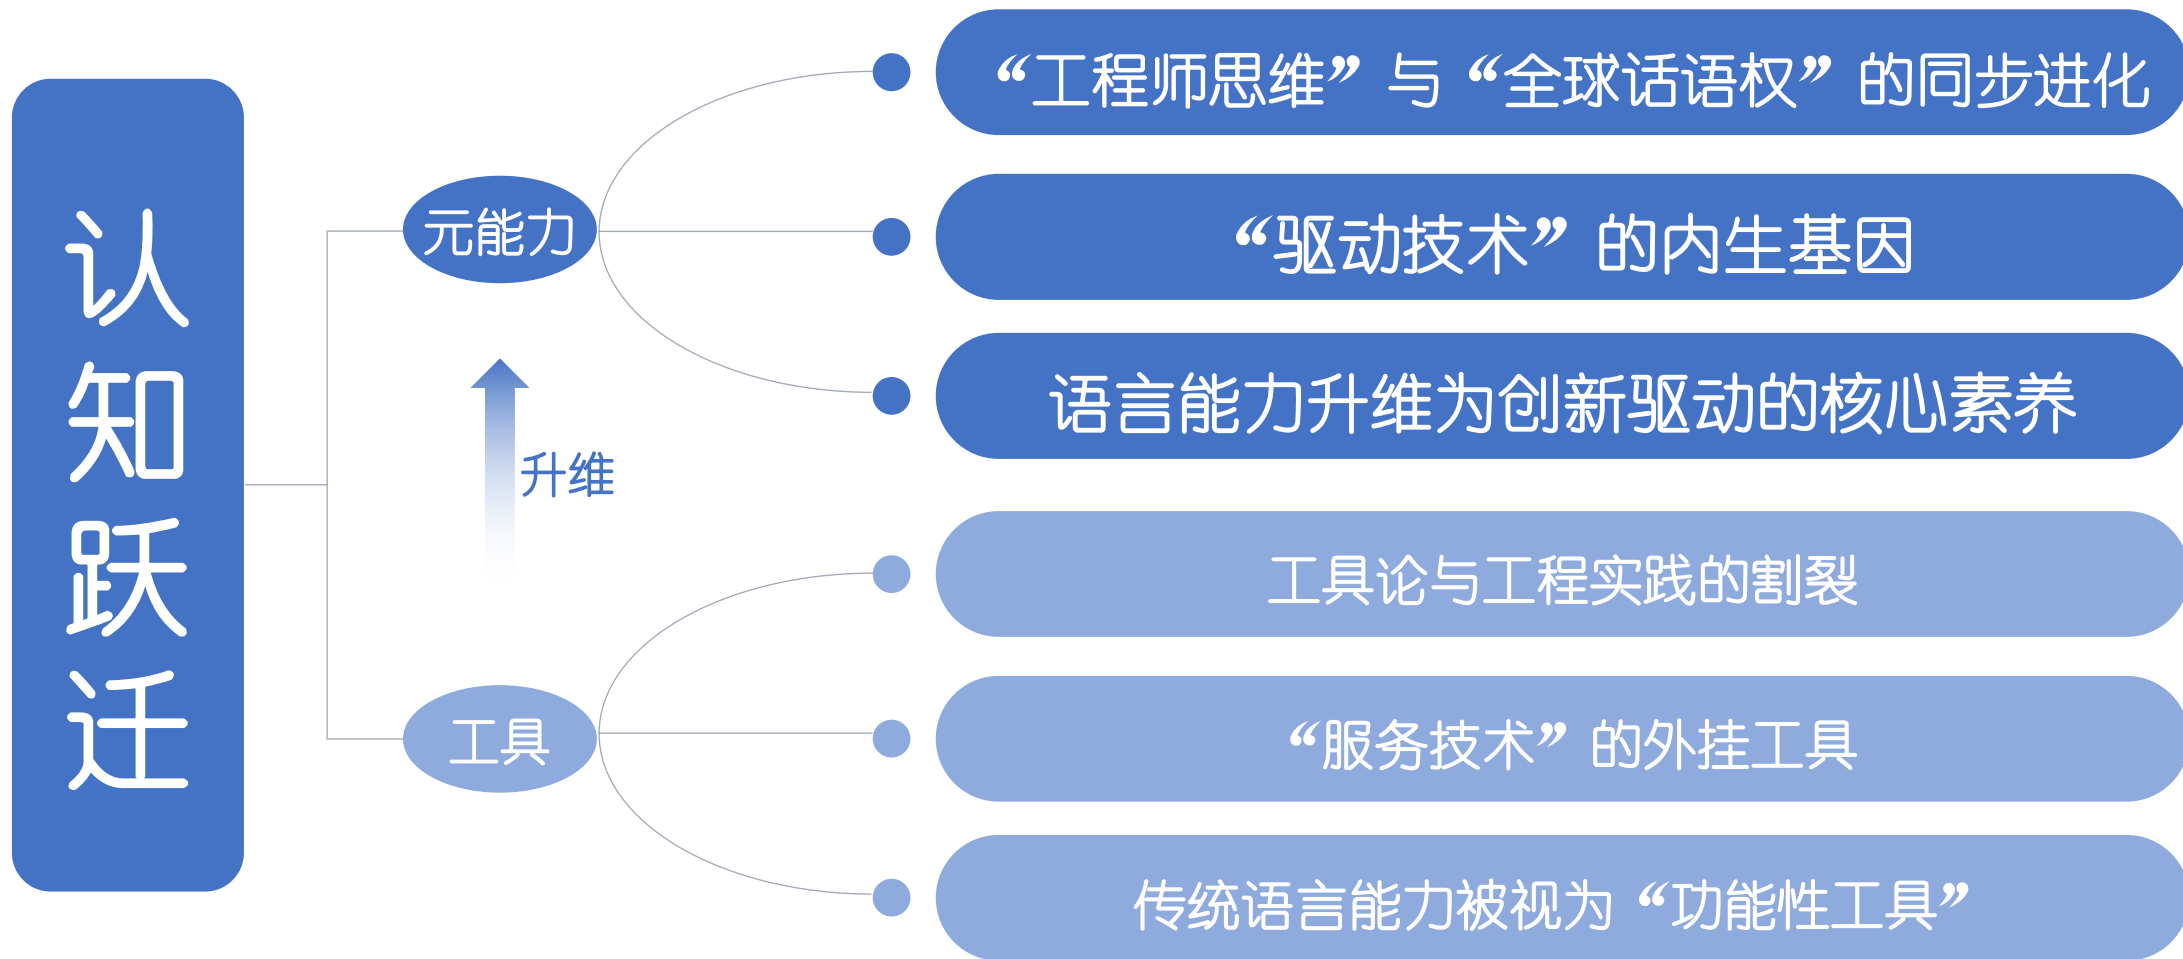 认知跃迁
元能力
升维
工具
“工程师思维”与“全球话语权”的同步进化
“驱动技术”的内生基因
语言能力升维为创新驱动的核心素养
工具论与工程实践的割裂
“服务技术”的外挂工具
传统语言能力被视为“功能性工具”